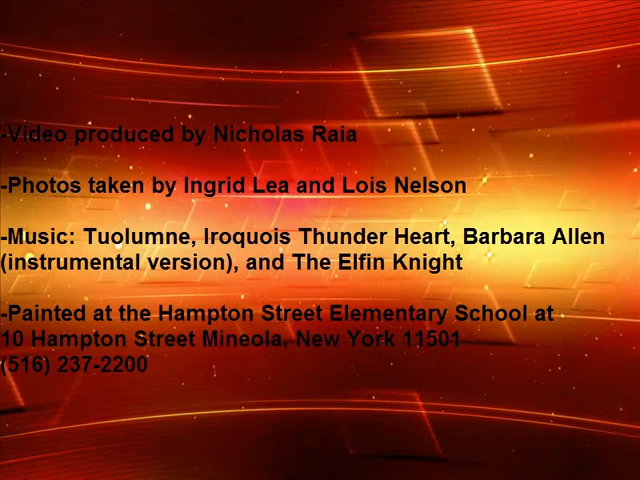 -Video produced by Nicholas Raia
-Photos taken by Ingrid Lea and Lois Nelson
-Music: Tuolumne, Iroquois Thunder Heart, Barbara Allen
(instrumental version), and The Elfin Knight
-Painted at the Hampton Street Elementary School at
10 Hampton Street Mineola, New York 11501
(516) 237-2200